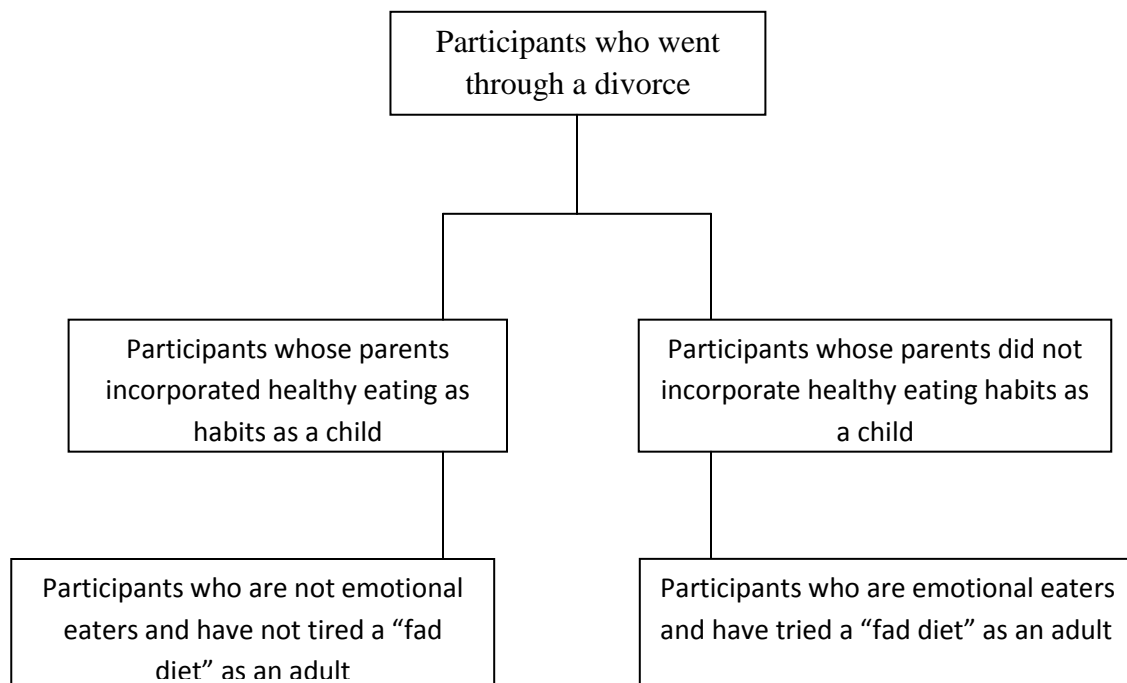 Participants who went
through a divorce
Participants whose parents
incorporated healthy eating as
habits as a child
Participants whose parents did not
incorporate healthy eating habits as
a child
Participants who are not emotional
eaters and have not tired a “fad
diet” as an adult
Participants who are emotional eaters
and have tried a “fad diet” as an adult